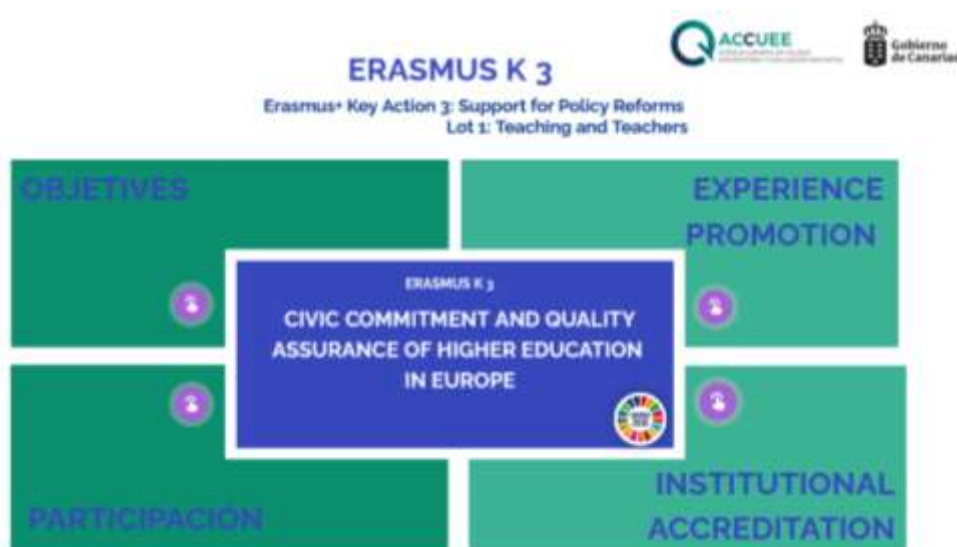 ACCUEE
Gobierno
de Canarias
ERASMUS K 3
Erasmus+ Key Action 3: Support for Policy Reforms
Lot 1: Teaching and Teachers
OBJETIVES
EXPERIENCE
PROMOTION
ERASMUS K 3
CIVIC COMMITMENT AND QUALITY
ASSURANCE OF HIGHER EDUCATION
IN EUROPE
PARTICIPACIÓN
INSTITUTIONAL
ACCREDITATION